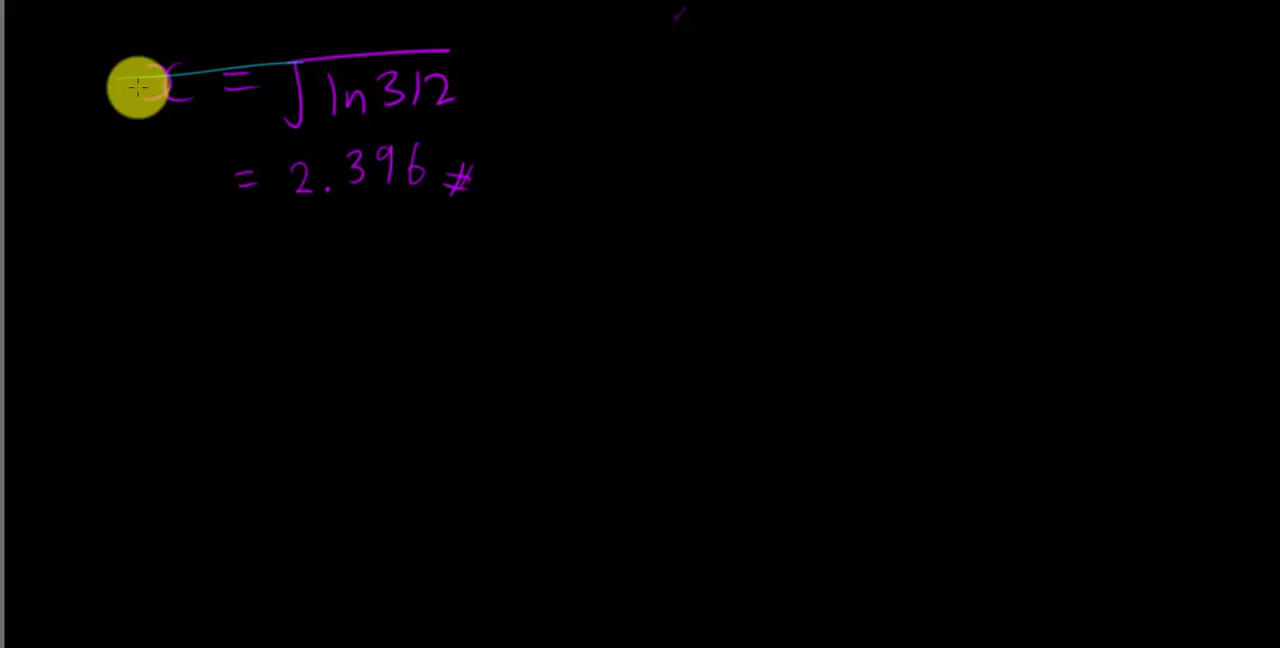 x = √ln312
= 2.396 #